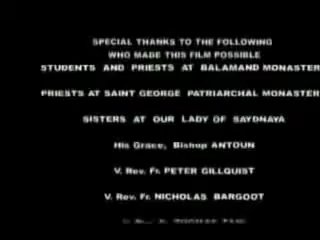 SPECIAL THANKS TO THE FOLLOWING
WHO MADE THIS FILM POSSIBLE
STUDENTS AND PRIESTS AT BALAMAND MONASTER
PRIESTS AT SAINT GEORGE PATRIARCHAL MONASTER
SISTERS AT OUR LADY OF SAYDNAYA
His Grace, Bishop ANTOUN
V. Rev. Fr. PETER GILLQUIST
V. Rev. Fr. NICHOLAS BARGOOT